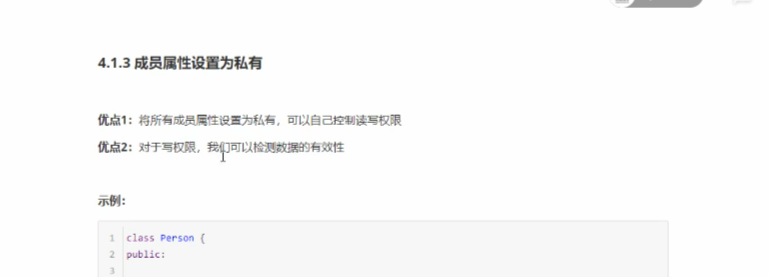 4.1.3 成员属性设置为私有
优点1：将所有成员属性设置为私有，可以自己控制读写权限
优点2：对于写权限，我们可以检测数据的有效性
示例：
1 class Person {
2 public:
3